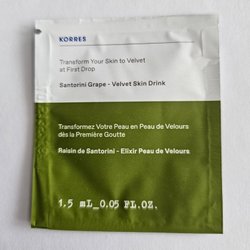 KORRES
Transform Your Skin to Velvet
at First Drop
Santorini Grape - Velvet Skin Drink
Transformez Votre Peau en Peau de Velours
dès la Première Goutte
Raisin de Santorini - Elixir Peau de Velours
1.5 mL_0.05 FL.OZ.